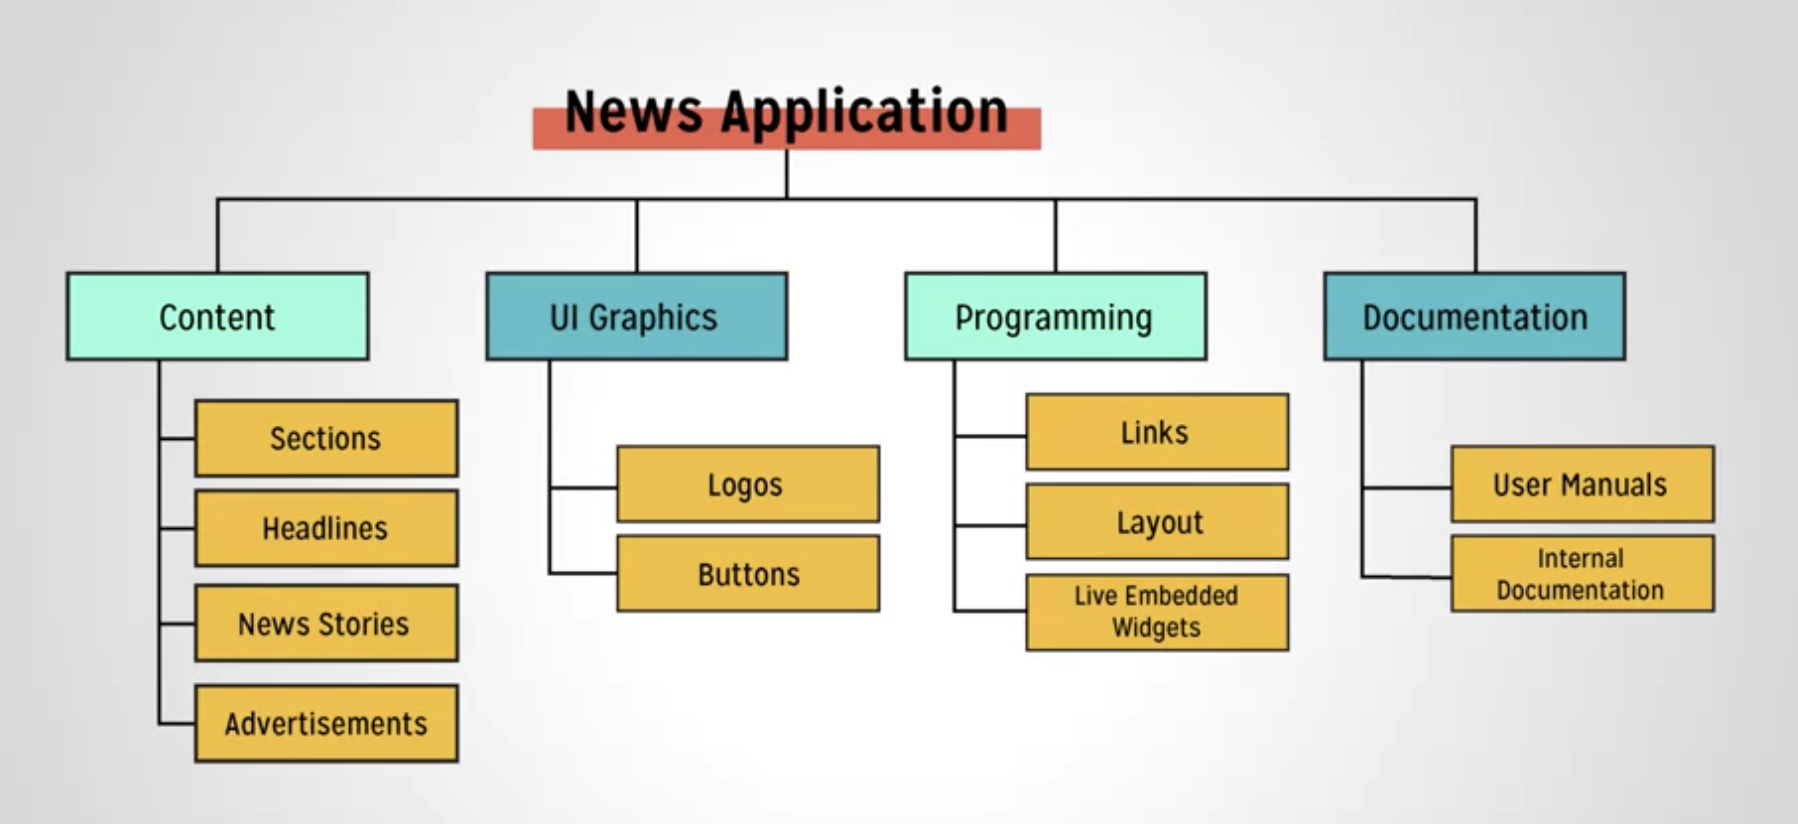 News Application
Content
Sections
Headlines
News Stories
Advertisements
UI Graphics
Logos
Buttons
Programming
Links
Layout
Live Embedded
Widgets
Documentation
User Manuals
Internal
Documentation